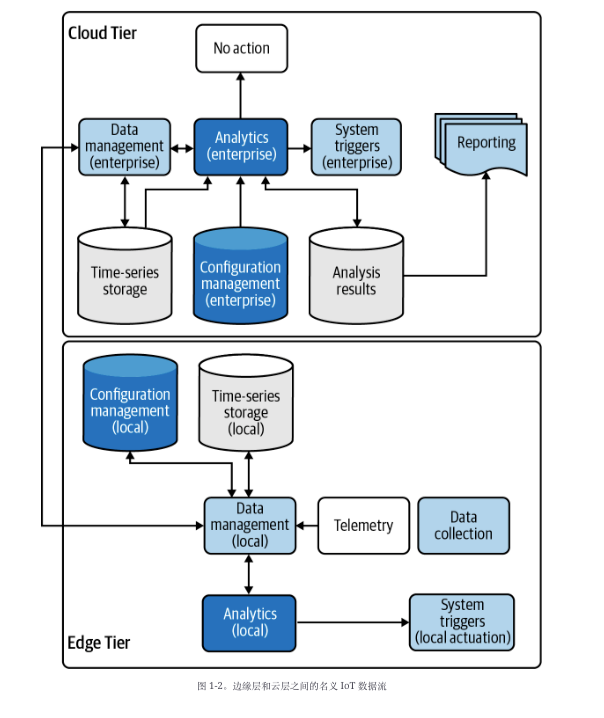 Cloud Tier
No action
Data
management
(enterprise)
Analytics
(enterprise)
System
triggers
(enterprise)
Reporting
Time-series
storage
Configuration
management
(enterprise)
Analysis
results
Configuration
management
(local)
Time-series
storage
(local)
Data
management
(local)
Telemetry
Data
collection
Analytics
(local)
System
triggers
(local actuation)
Edge Tier
图 1-2。边缘层和云层之间的名义 IoT 数据流